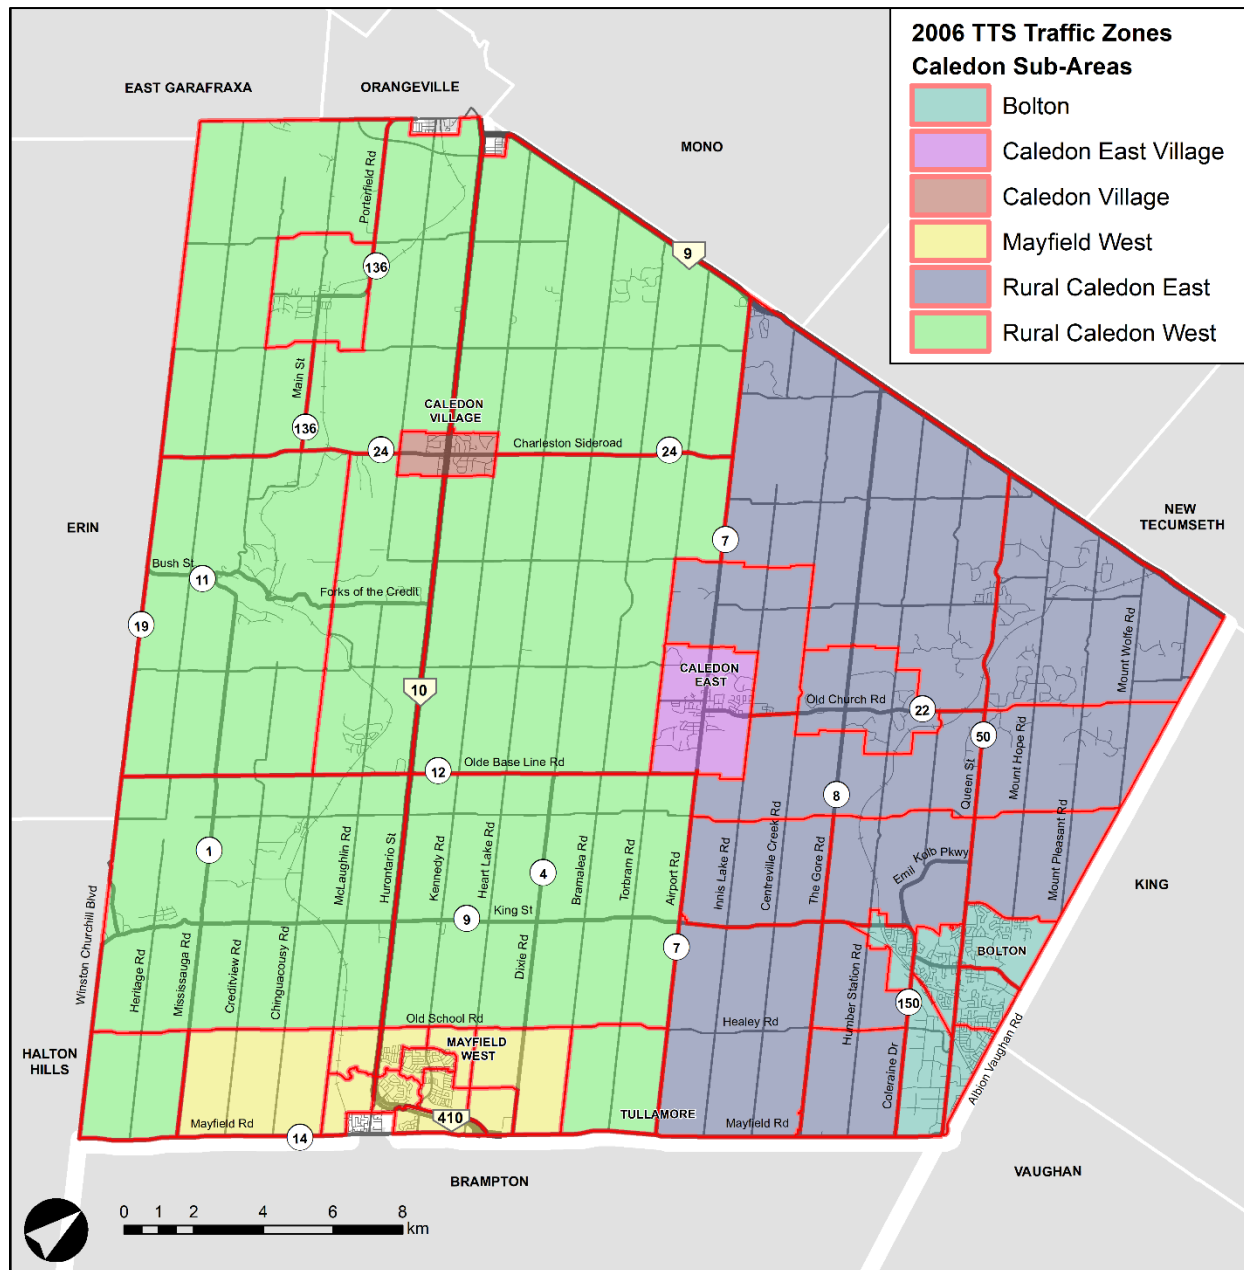 2006 TTS Traffic Zones
Caledon Sub-Areas
Bolton
Caledon East Village
Caledon Village
Mayfield West
Rural Caledon East
Rural Caledon West
EAST GARAFRAXA
ORANGEVILLE
MONO
Porterfield Rd
9
136
Main St
CALEDON
VILLAGE
136
24
Charleston Sideroad
24
ERIN
NEW
TECUMSETH
7
Bush St
11
Forks of the Credit
19
Mount Wolfe Rd
CALEDON
EAST
10
Old Church Rd
22
50
Mount Hope Rd
Queen St
Olde Base Line Rd
12
8
1
McLaughlin Rd
Hurontario St
Kennedy Rd
Heart Lake Rd
4
Bramalea Rd
Torbram Rd
Airport Rd
Innis Lake Rd
Centreville Creek Rd
The Gore Rd
Emil Kolb Pkwy
Mount Pleasant Rd
KING
9
King St
Winston Churchill Blvd
Heritage Rd
Mississauga Rd
Creditview Rd
Chinguacousy Rd
Dixie Rd
7
Humber Station Rd
BOLTON
150
Old School Rd
Healey Rd
HALTON
HILLS
MAYFIELD
WEST
Coleraine Dr
Albion Vaughan Rd
Mayfield Rd
14
410
TULLAMORE
Mayfield Rd
BRAMPTON
VAUGHAN
0 1 2 4 6 8
km